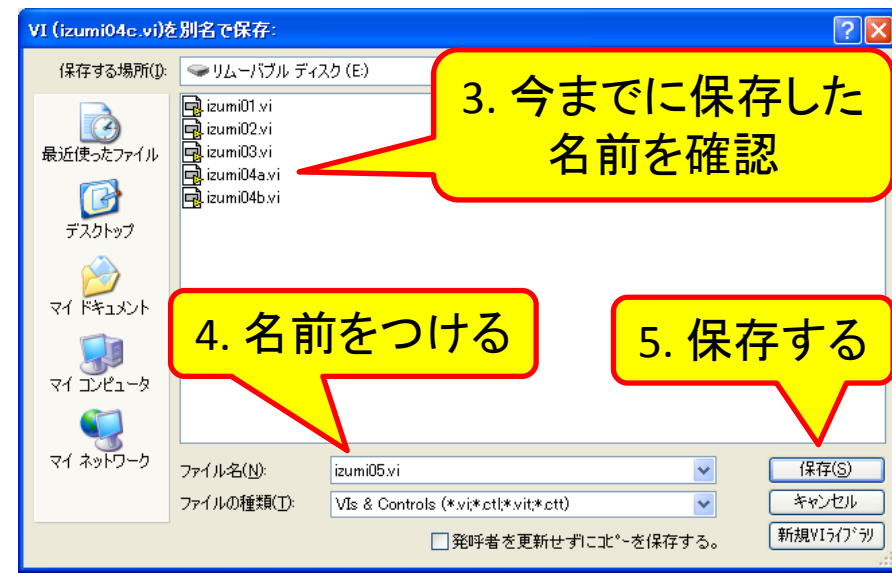 VI (izumi04c.vi)を別名で保存:
保存する場所(I):
リムーバブル ディスク (E:)
3. 今までに保存した
名前を確認
izumi01.vi
izumi02.vi
izumi03.vi
izumi04a.vi
izumi04b.vi
最近使ったファイル
デスクトップ
マイ ドキュメント
マイ コンピュータ
マイ ネットワーク
4. 名前をつける
5. 保存する
ファイル名(N):
izumi05.vi
保存(S)
ファイルの種類(T):
VIs & Controls (*.vi;*.ctl;*.vit;*.ctt)
キャンセル
発呼者を更新せずにコピーを保存する。
新規VIライブラリ